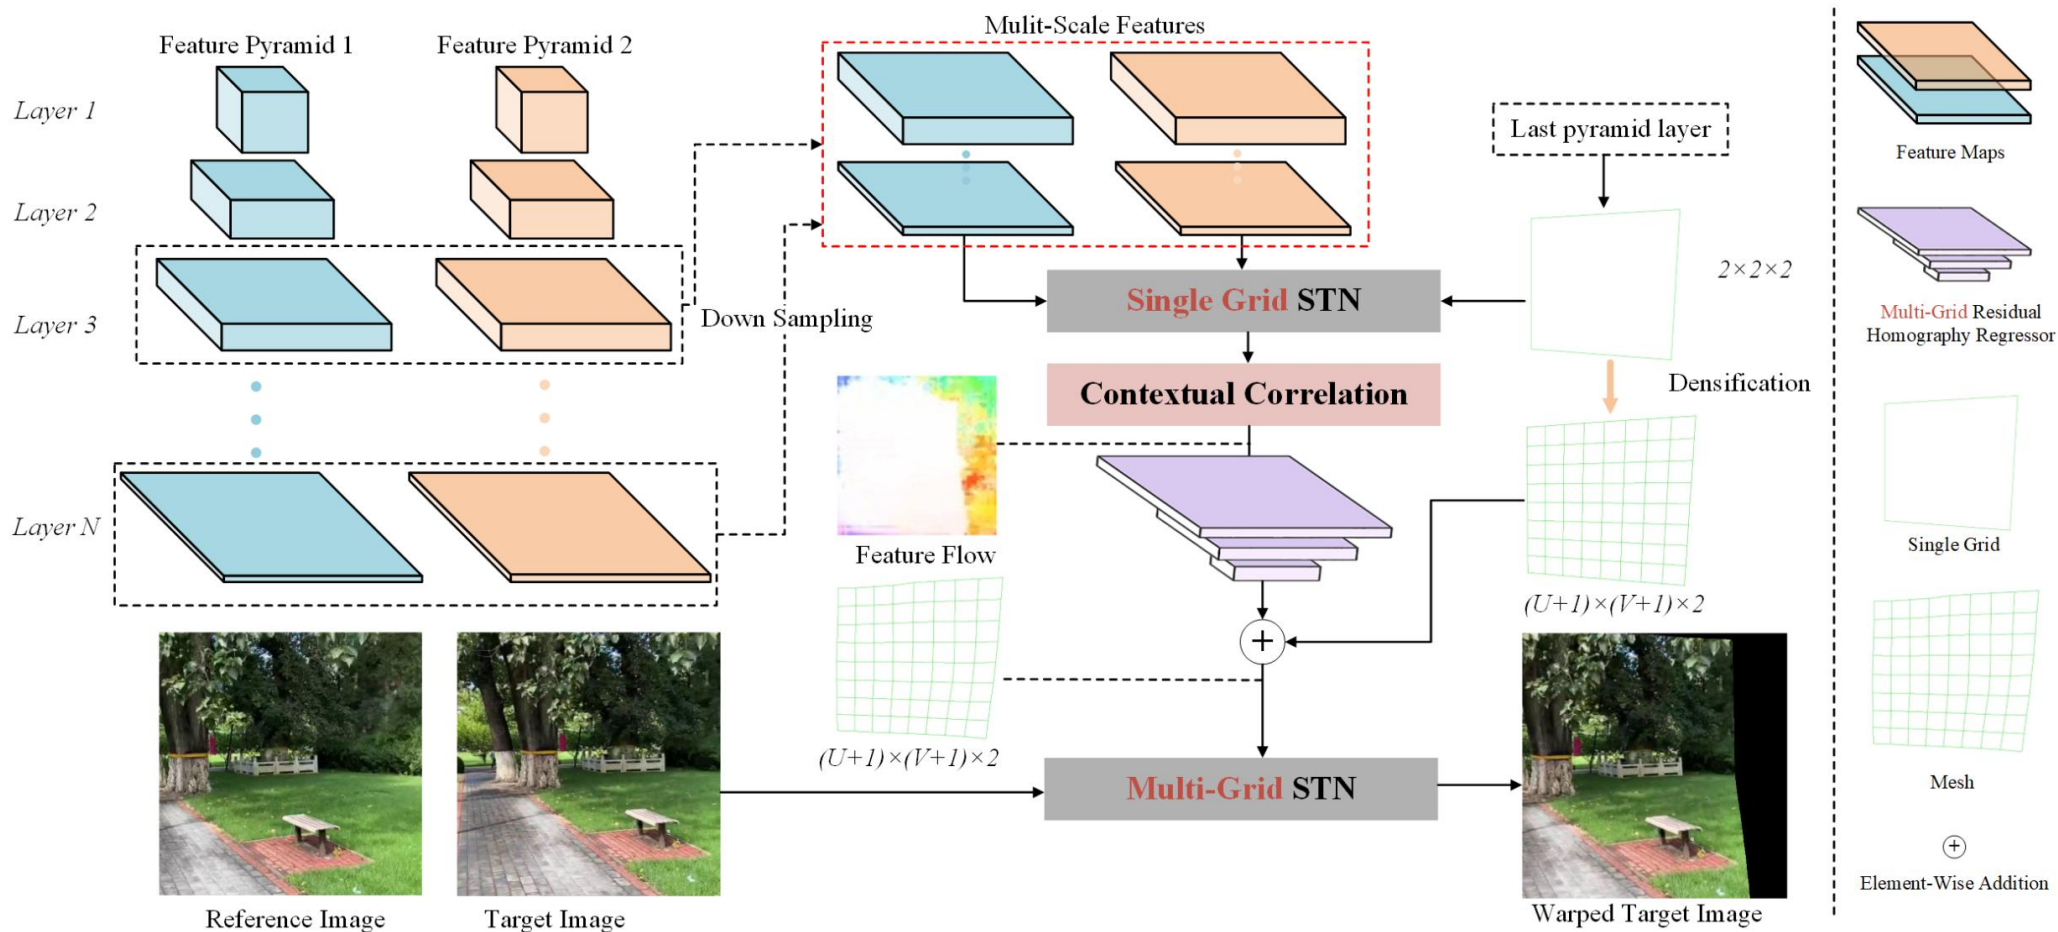 Feature Pyramid 1
Feature Pyramid 2
Layer 1
Layer 2
Layer 3
Layer N
Down Sampling
Mulit-Scale Features
Last pyramid layer
2×2×2
Single Grid STN
Contextual Correlation
Densification
Feature Flow
(U+1)×(V+1)×2
(U+1)×(V+1)×2
Multi-Grid STN
Reference Image
Target Image
Warped Target Image
Feature Maps
Multi-Grid Residual
Homography Regressor
Single Grid
Mesh
Element-Wise Addition